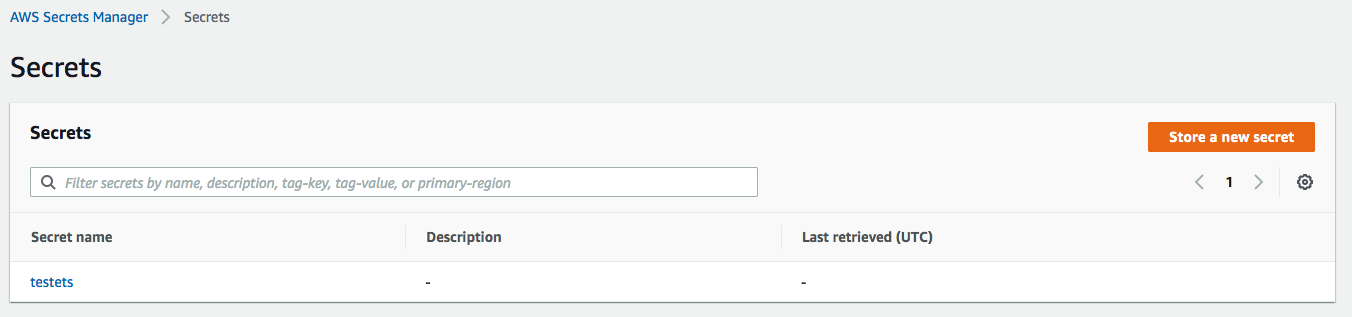 AWS Secrets Manager > Secrets
Secrets
Secrets
Store a new secret
Filter secrets by name, description, tag-key, tag-value, or primary-region
< 1 >
Secret name Description Last retrieved (UTC)
testets - -